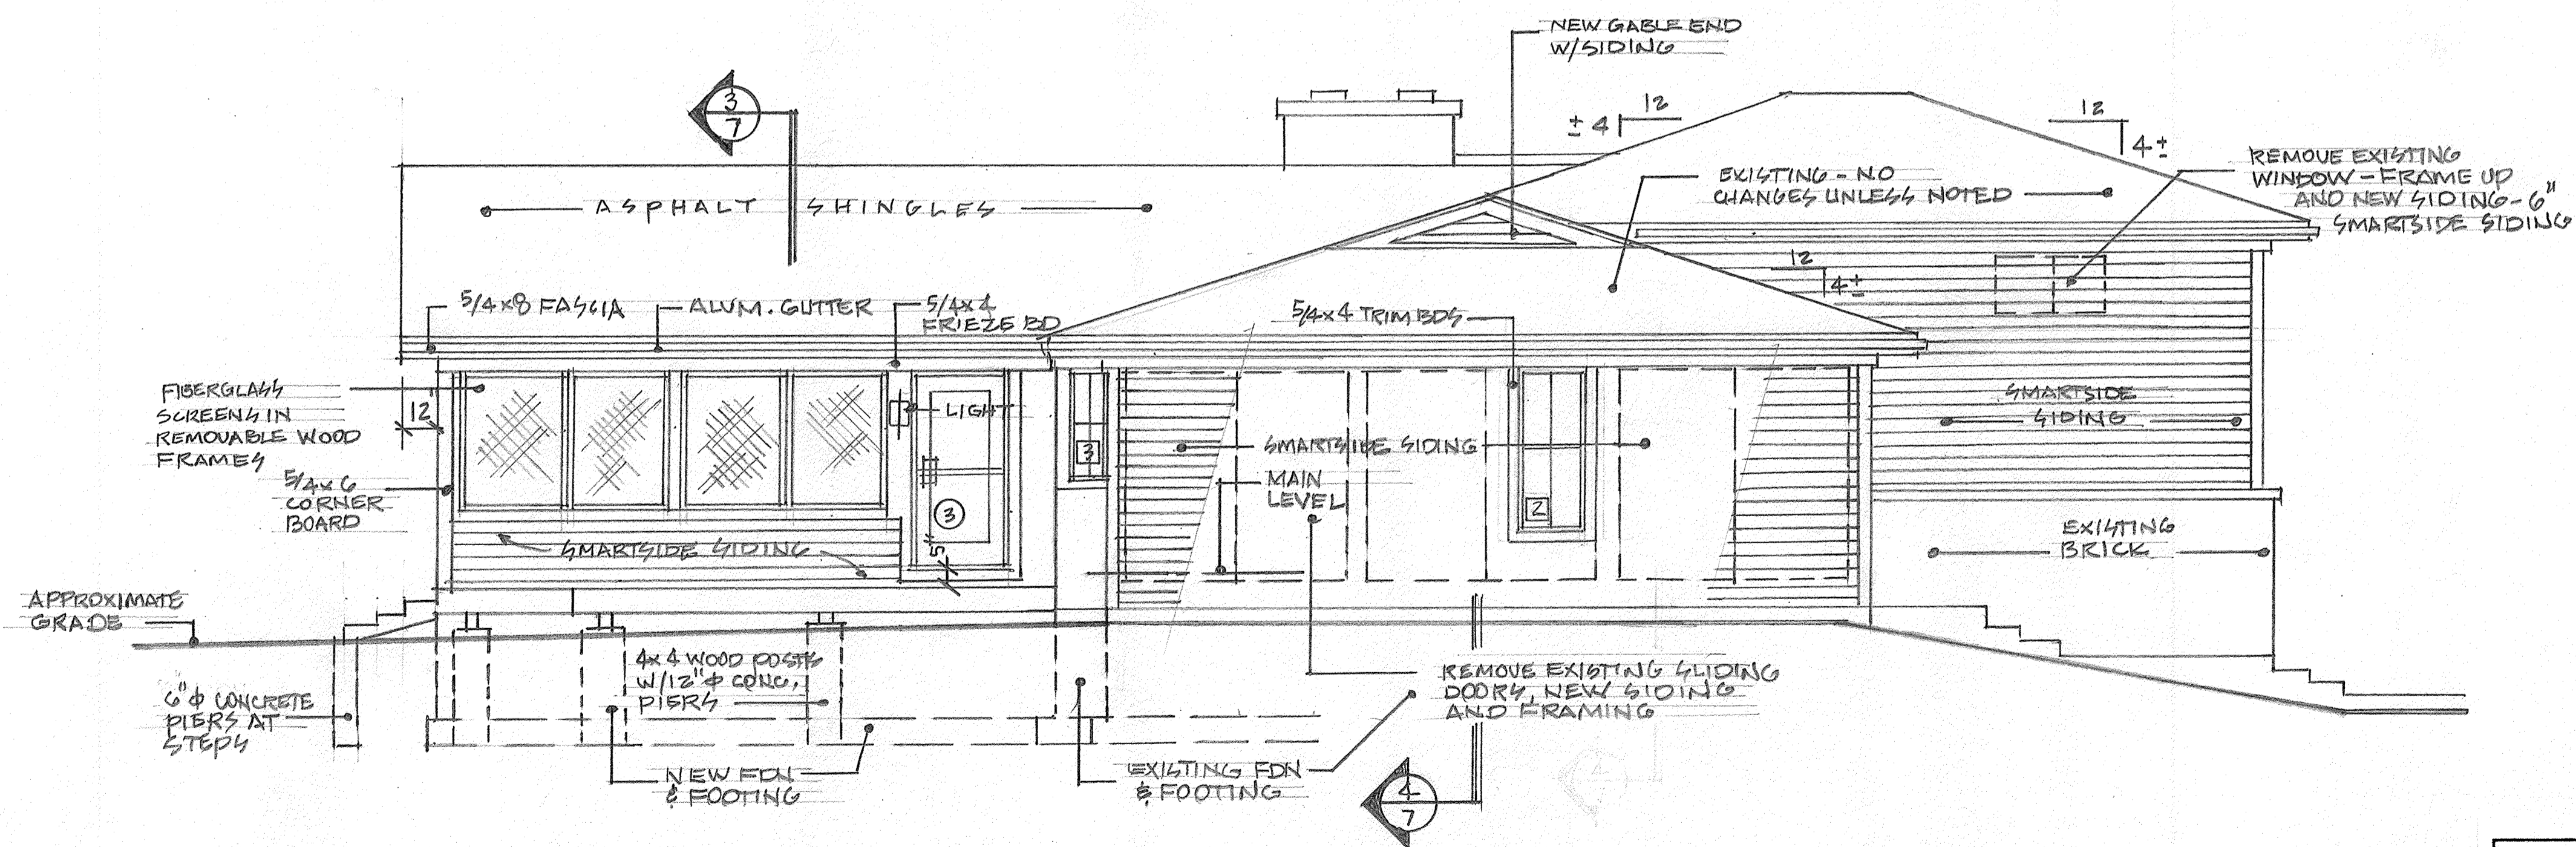 NEW GABLE END
W/SIDING
3
7
12
± 4
12
4 ±
REMOVE EXISTING
WINDOW - FRAME UP
AND NEW SIDING - 6"
SMARTSIDE SIDING
EXISTING - NO
CHANGES UNLESS NOTED
ASPHALT SHINGLES
12
4 ±
5/4x8 FASCIA
ALUM. GUTTER
5/4x4
FRIEZE BD
5/4x4 TRIM BDS
FIBERGLASS
SCREENS IN
REMOVABLE WOOD
FRAMES
12"
LIGHT
3
SMARTSIDE SIDING
SMARTSIDE
SIDING
MAIN
LEVEL
5/4x6
CORNER
BOARD
3
2
5"
SMARTSIDE SIDING
EXISTING
BRICK
APPROXIMATE
GRADE
4x4 WOOD POSTS
W/12" Φ CONC.
PIERS
REMOVE EXISTING SLIDING
DOORS, NEW SIDING
AND FRAMING
6" Φ CONCRETE
PIERS AT
STEPS
NEW FDN
& FOOTING
EXISTING FDN
& FOOTING
4
7